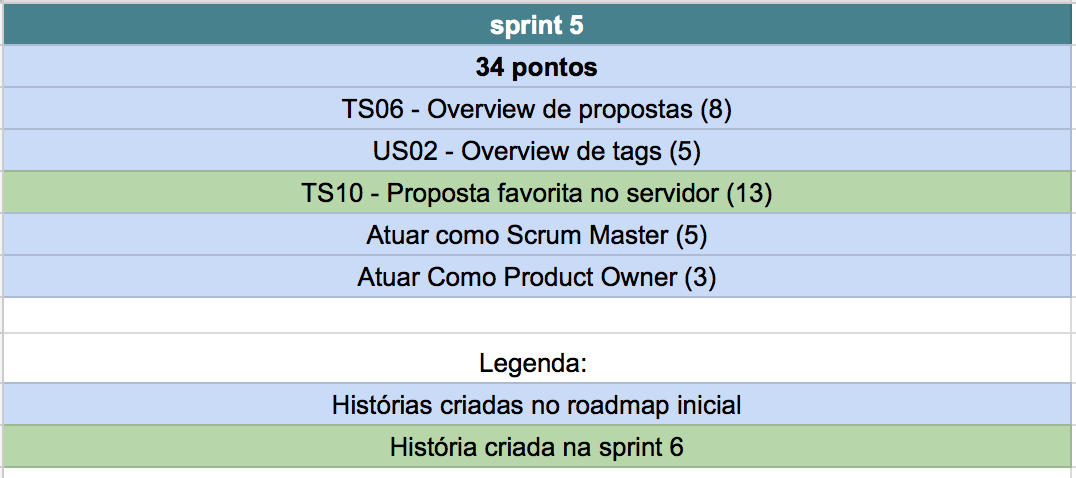 sprint 5
34 pontos
TS06 - Overview de propostas (8)
US02 - Overview de tags (5)
TS10 - Proposta favorita no servidor (13)
Atuar como Scrum Master (5)
Atuar Como Product Owner (3)
Legenda:
Histórias criadas no roadmap inicial
História criada na sprint 6